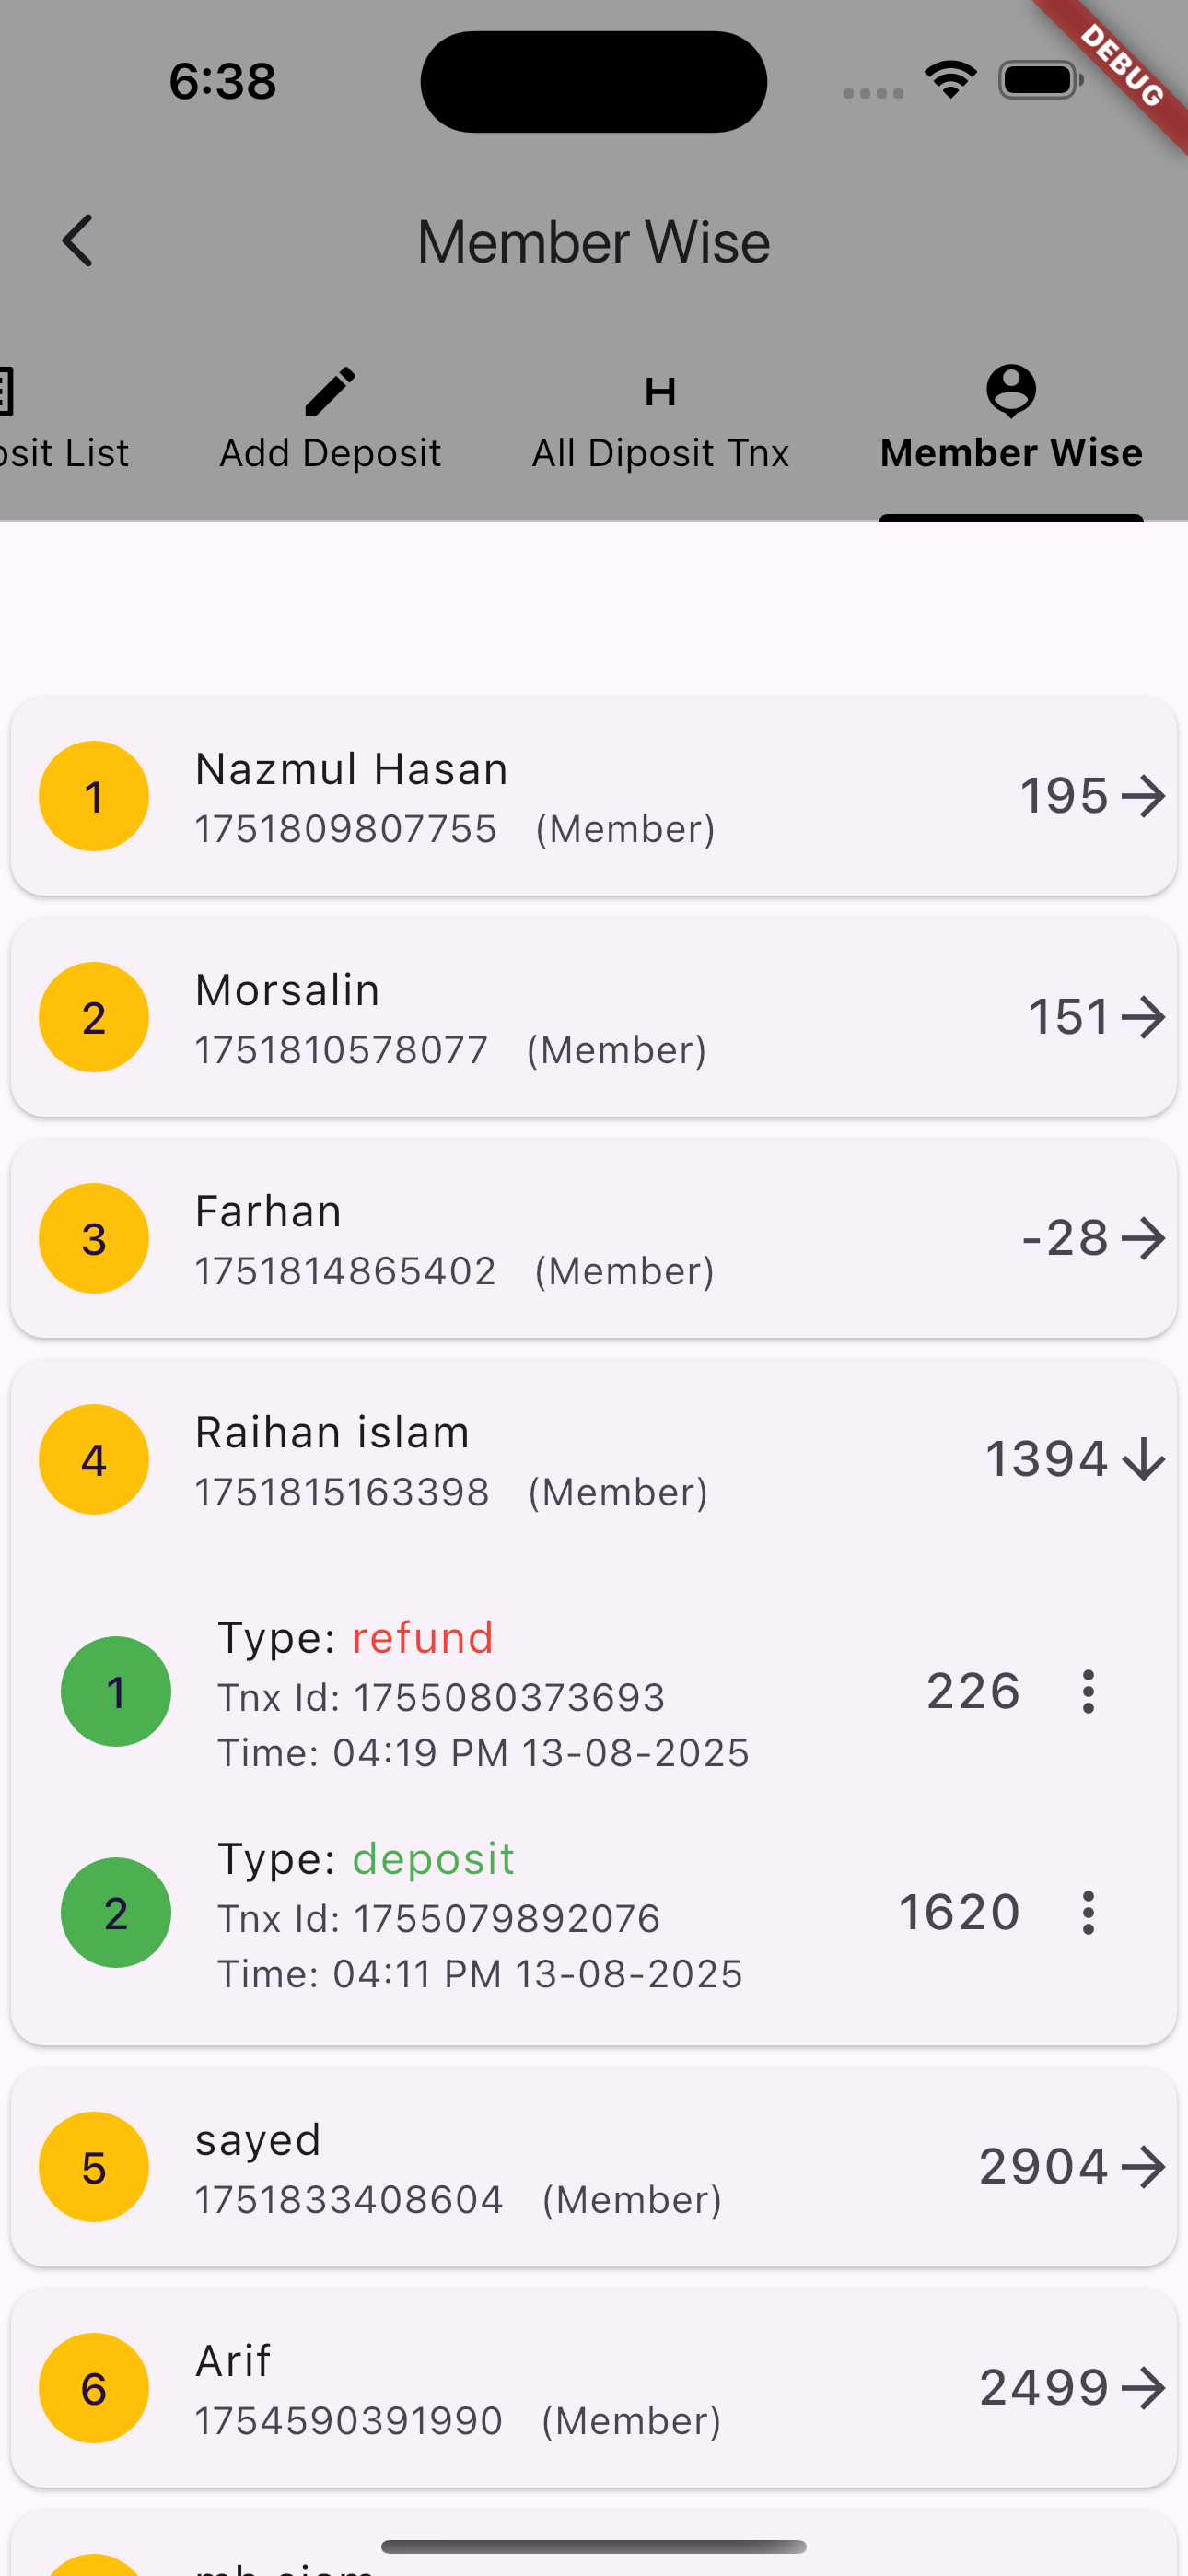 6:38
DEBUG
Member Wise
osit List
Add Deposit
All Diposit Tnx
Member Wise
1
Nazmul Hasan
1751809807755 (Member)
195
2
Morsalin
1751810578077 (Member)
151
3
Farhan
1751814865402 (Member)
-28
4
Raihan islam
1751815163398 (Member)
1394
1
Type: refund
Tnx Id: 1755080373693
Time: 04:19 PM 13-08-2025
226
2
Type: deposit
Tnx Id: 1755079892076
Time: 04:11 PM 13-08-2025
1620
5
sayed
1751833408604 (Member)
2904
6
Arif
1754590391990 (Member)
2499